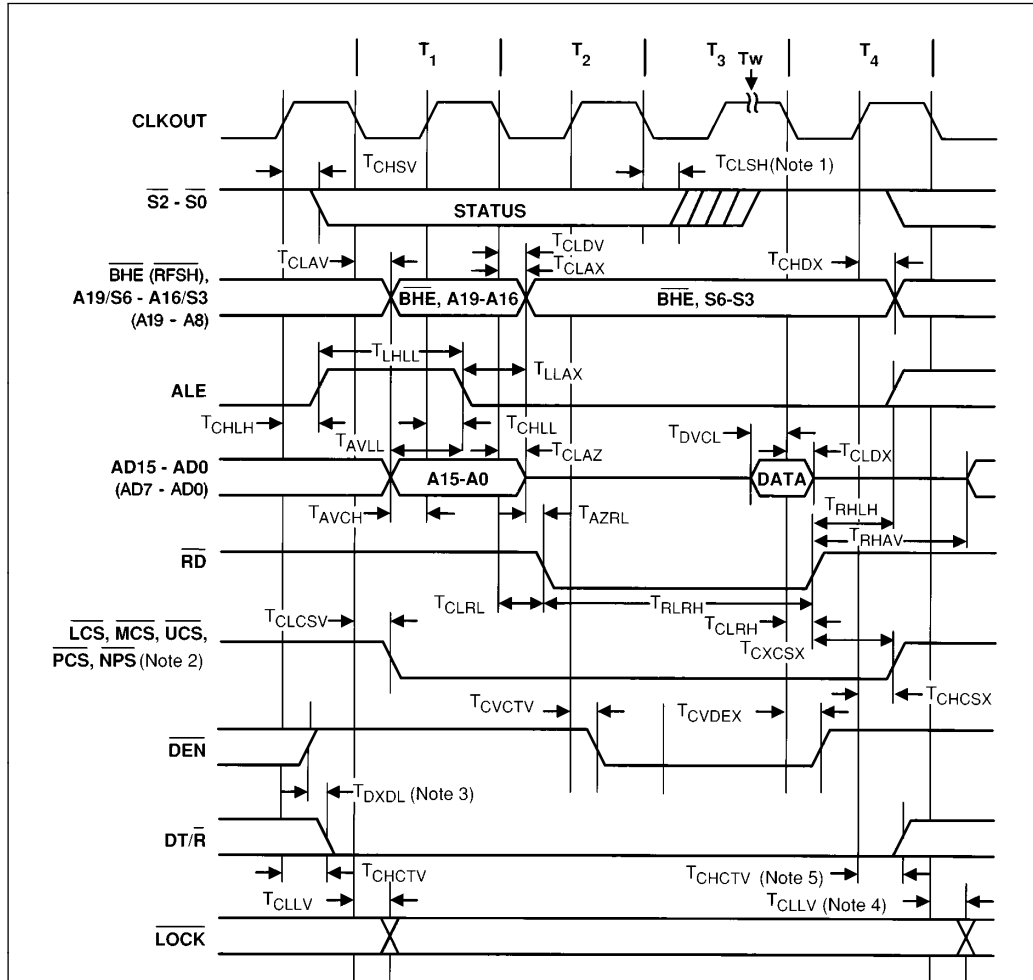 T1 T2 T3 Tw T4
CLKOUT
TCHSV
TCLSH (Note 1)
S2 - S0
STATUS
TCLDV
TCLAV
TCLAX
TCHDX
BHE (RFSH),
A19/S6 - A16/S3
(A19 - A8)
BHE, A19-A16
BHE, S6-S3
TLHLL
TLLAX
ALE
TCHLH
TCHLL
TDVCL
TAVLL
TCLAZ
TCLDX
AD15 - AD0
(AD7 - AD0)
A15-A0
DATA
TAVCH
TAZRL
TRHLH
TRHAV
RD
TCLRL
TRLRH
TCLCSV
TCLRH
LCS, MCS, UCS,
PCS, NPS (Note 2)
TCXCSX
TCHCSX
TCVCTV
TCVDEX
DEN
TDXDL (Note 3)
DT/R
TCHCTV
TCHCTV (Note 5)
TCLLV
TCLLV (Note 4)
LOCK